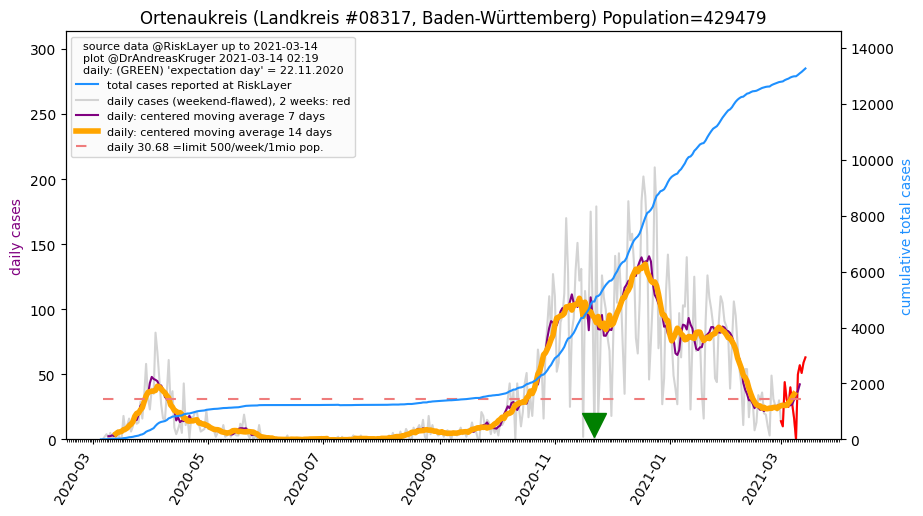 Ortenaukreis (Landkreis #08317, Baden-Württemberg) Population=429479
source data @RiskLayer up to 2021-03-14
plot @DrAndreasKruger 2021-03-14 02:19
daily: (GREEN) 'expectation day' = 22.11.2020
total cases reported at RiskLayer
daily cases (weekend-flawed), 2 weeks: red
daily: centered moving average 7 days
daily: centered moving average 14 days
daily 30.68 =limit 500/week/1mio pop.
daily cases
300
250
200
150
100
50
0
cumulative total cases
14000
12000
10000
8000
6000
4000
2000
0
2020-03
2020-05
2020-07
2020-09
2020-11
2021-01
2021-03